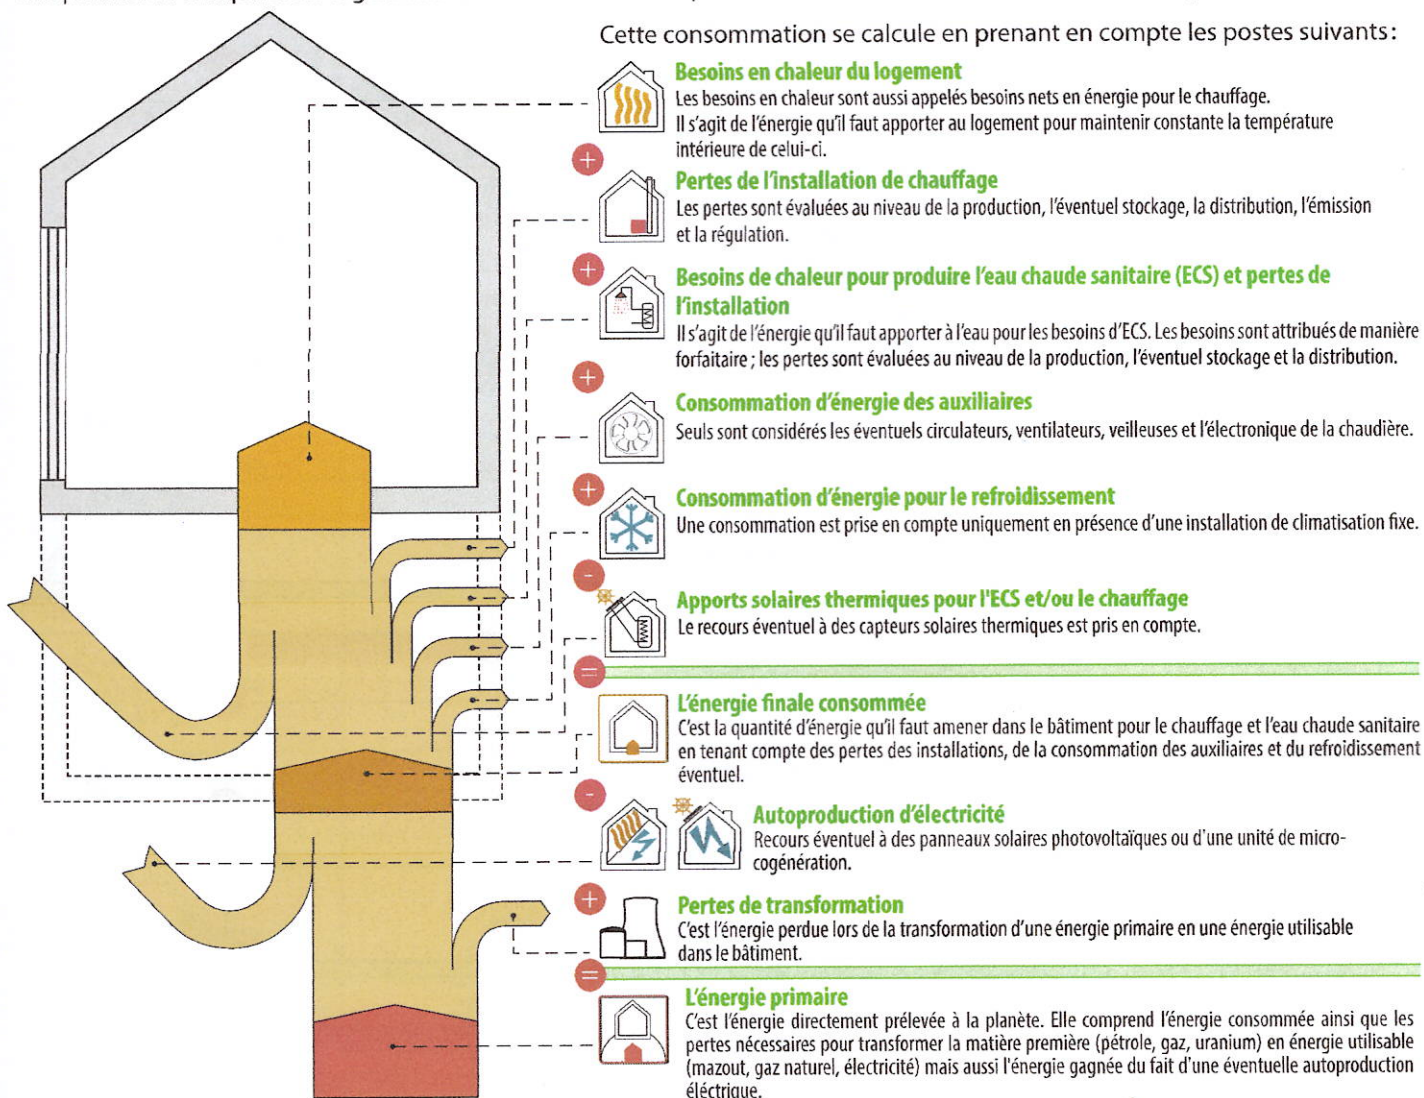 Cette consommation se calcule en prenant en compte les postes suivants:
Besoins en chaleur du logement
Les besoins en chaleur sont aussi appelés besoins nets en énergie pour le chauffage.
Il s'agit de l'énergie qu'il faut apporter au logement pour maintenir constante la température
intérieure de celui-ci.
+
Pertes de l'installation de chauffage
Les pertes sont évaluées au niveau de la production, l'éventuel stockage, la distribution, l'émission
et la régulation.
+
Besoins de chaleur pour produire l'eau chaude sanitaire (ECS) et pertes de
l'installation
Il s'agit de l'énergie qu'il faut apporter à l'eau pour les besoins d'ECS. Les besoins sont attribués de manière
forfaitaire ; les pertes sont évaluées au niveau de la production, l'éventuel stockage et la distribution.
+
Consommation d'énergie des auxiliaires
Seuls sont considérés les éventuels circulateurs, ventilateurs, veilleuses et l'électronique de la chaudière.
+
Consommation d'énergie pour le refroidissement
Une consommation est prise en compte uniquement en présence d'une installation de climatisation fixe.
-
Apports solaires thermiques pour l'ECS et/ou le chauffage
Le recours éventuel à des capteurs solaires thermiques est pris en compte.
=
L'énergie finale consommée
C'est la quantité d'énergie qu'il faut amener dans le bâtiment pour le chauffage et l'eau chaude sanitaire
en tenant compte des pertes des installations, de la consommation des auxiliaires et du refroidissement
éventuel.
-
Autoproduction d'électricité
Recours éventuel à des panneaux solaires photovoltaïques ou d'une unité de micro-
cogénération.
+
Pertes de transformation
C'est l'énergie perdue lors de la transformation d'une énergie primaire en une énergie utilisable
dans le bâtiment.
=
L'énergie primaire
C'est l'énergie directement prélevée à la planète. Elle comprend l'énergie consommée ainsi que les
pertes nécessaires pour transformer la matière première (pétrole, gaz, uranium) en énergie utilisable
(mazout, gaz naturel, électricité) mais aussi l'énergie gagnée du fait d'une éventuelle autoproduction
éléctrique.